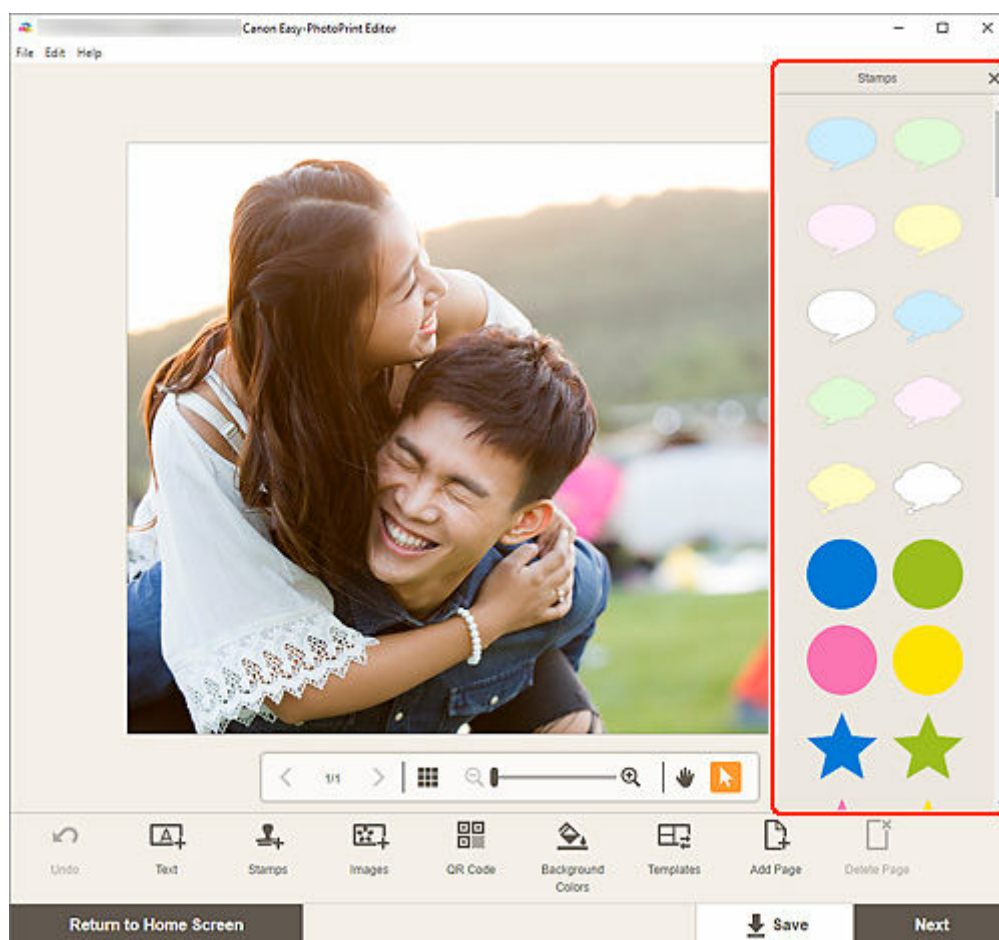 Canon Easy-PhotoPrint Editor
File Edit Help
Stamps
1/1
Undo
Text
Stamps
Images
QR Code
Background
Colors
Templates
Add Page
Delete Page
Return to Home Screen
Save
Next